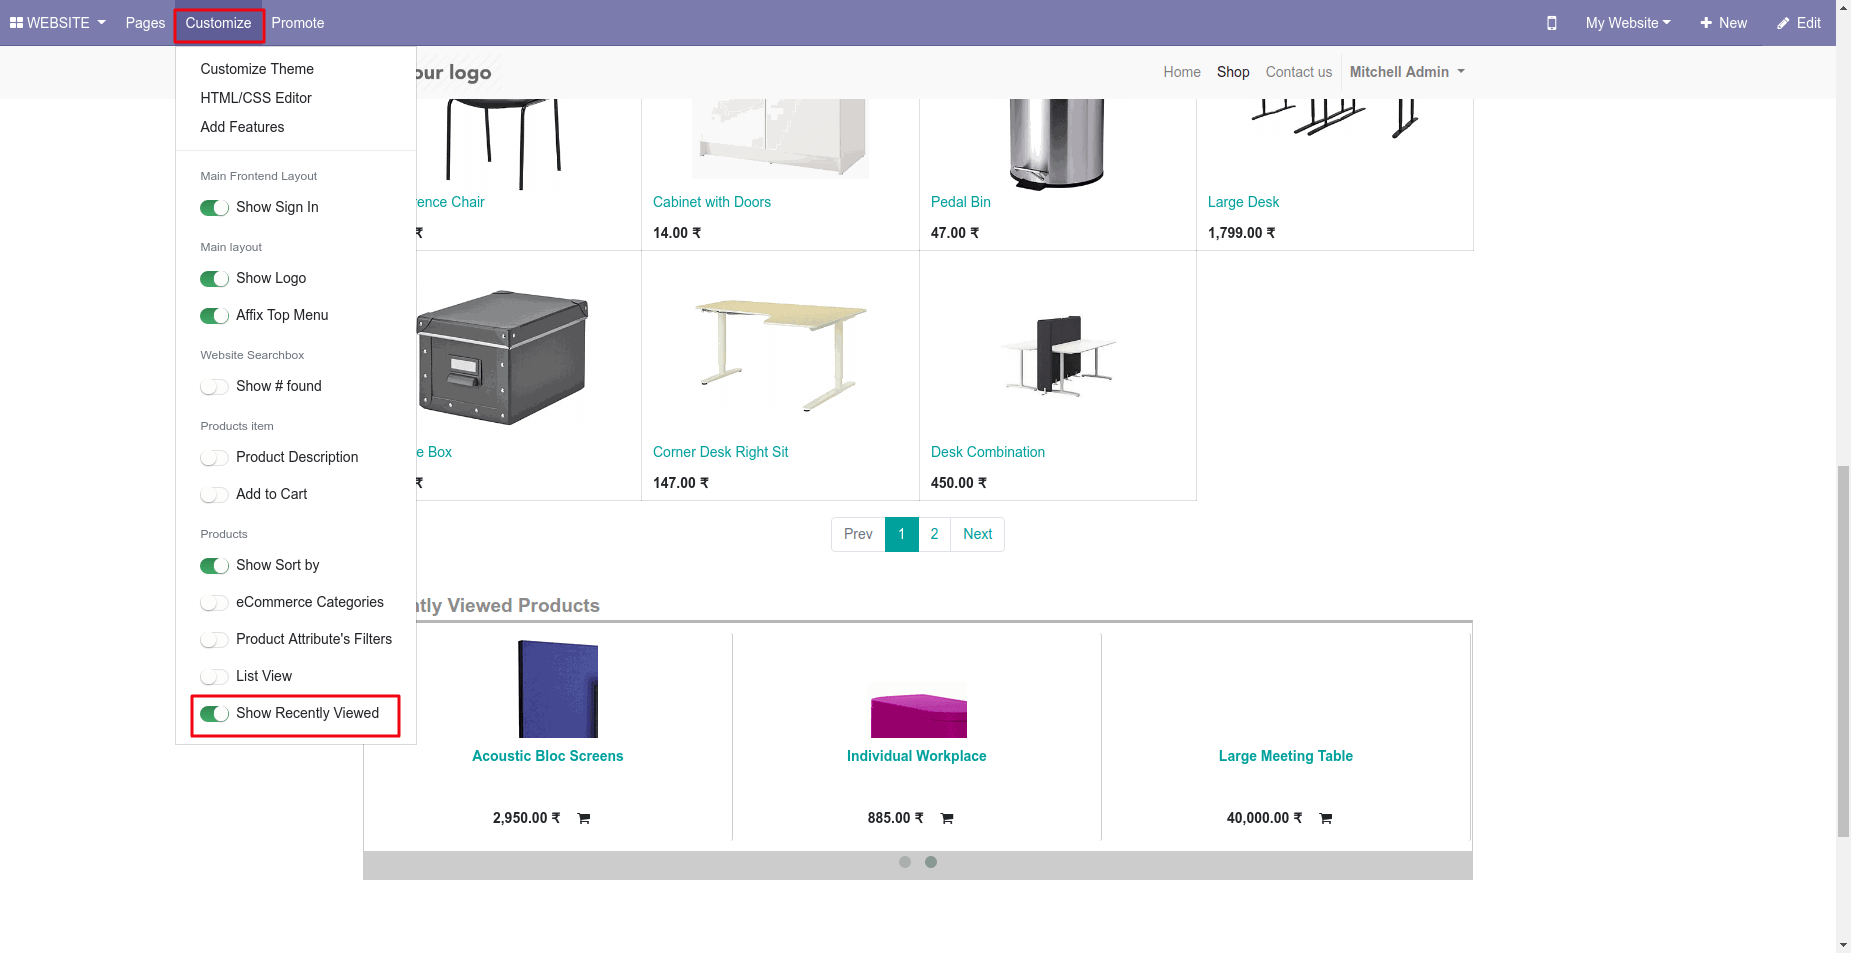 WEBSITE Pages Customize Promote My Website New Edit
Customize Theme
HTML/CSS Editor
Add Features
Main Frontend Layout
Show Sign In
Main layout
Show Logo
Affix Top Menu
Website Searchbox
Show # found
Products item
Product Description
Add to Cart
Products
Show Sort by
eCommerce Categories
Product Attribute's Filters
List View
Show Recently Viewed
our logo Home Shop Contact us Mitchell Admin
rence Chair Cabinet with Doors Pedal Bin Large Desk
₹ 14.00 ₹ 47.00 ₹ 1,799.00 ₹
e Box Corner Desk Right Sit Desk Combination
₹ 147.00 ₹ 450.00 ₹
Prev 1 2 Next
ntly Viewed Products
Acoustic Bloc Screens Individual Workplace Large Meeting Table
2,950.00 ₹ 885.00 ₹ 40,000.00 ₹